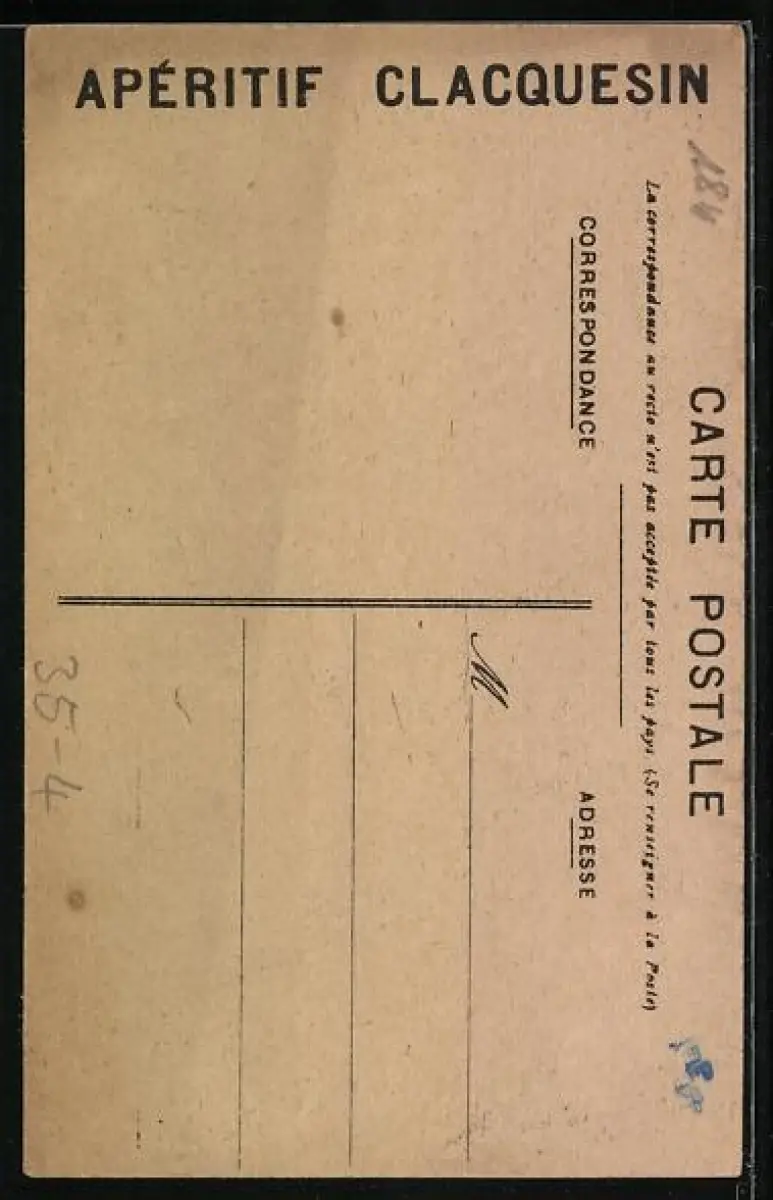 APÉRITIF CLACQUESIN
184
CARTE POSTALE
La correspondance au recto n'est pas acceptée par tous les pays. (Se renseigner à la Poste)
CORRESPONDANCE
ADRESSE
M
35-4